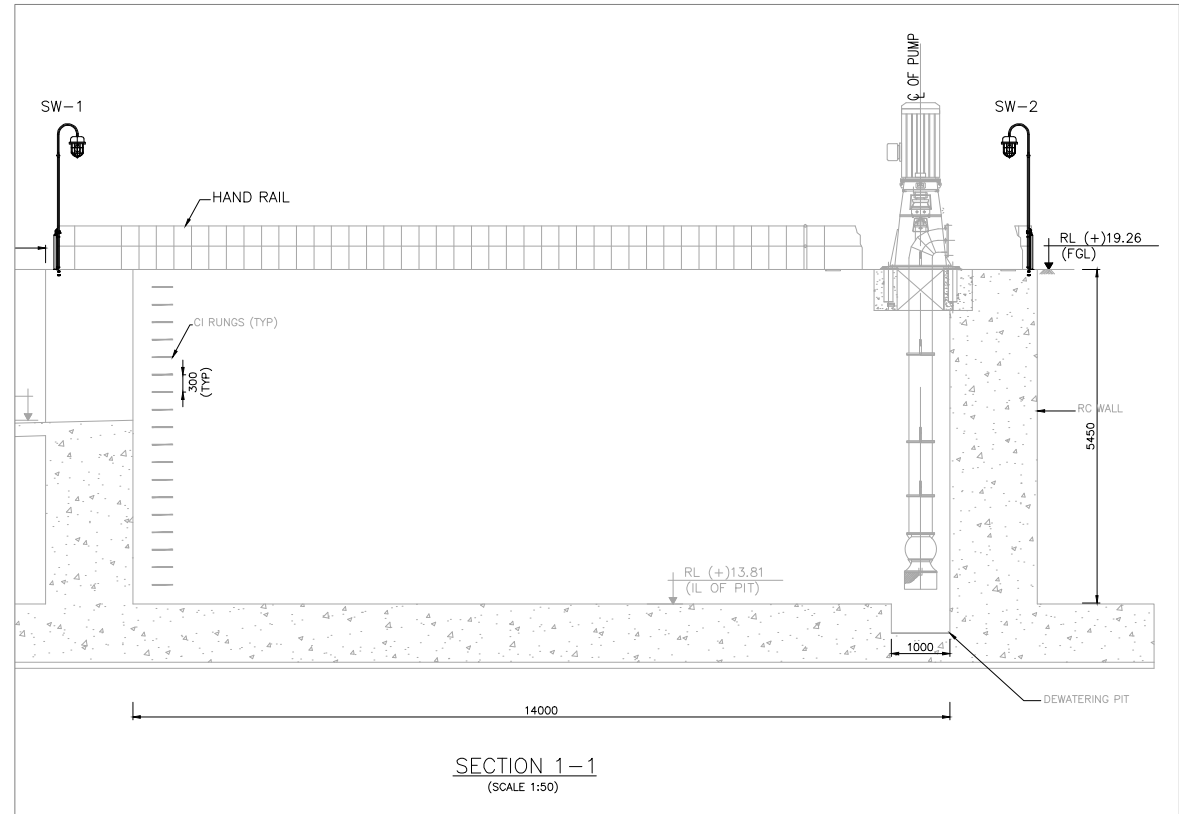 ℄ OF PUMP
SW-1
SW-2
HAND RAIL
RL (+)19.26
(FGL)
CI RUNGS (TYP)
300
(TYP)
RC WALL
5450
RL (+)13.81
(IL OF PIT)
1000
DEWATERING PIT
14000
SECTION 1-1
(SCALE 1:50)